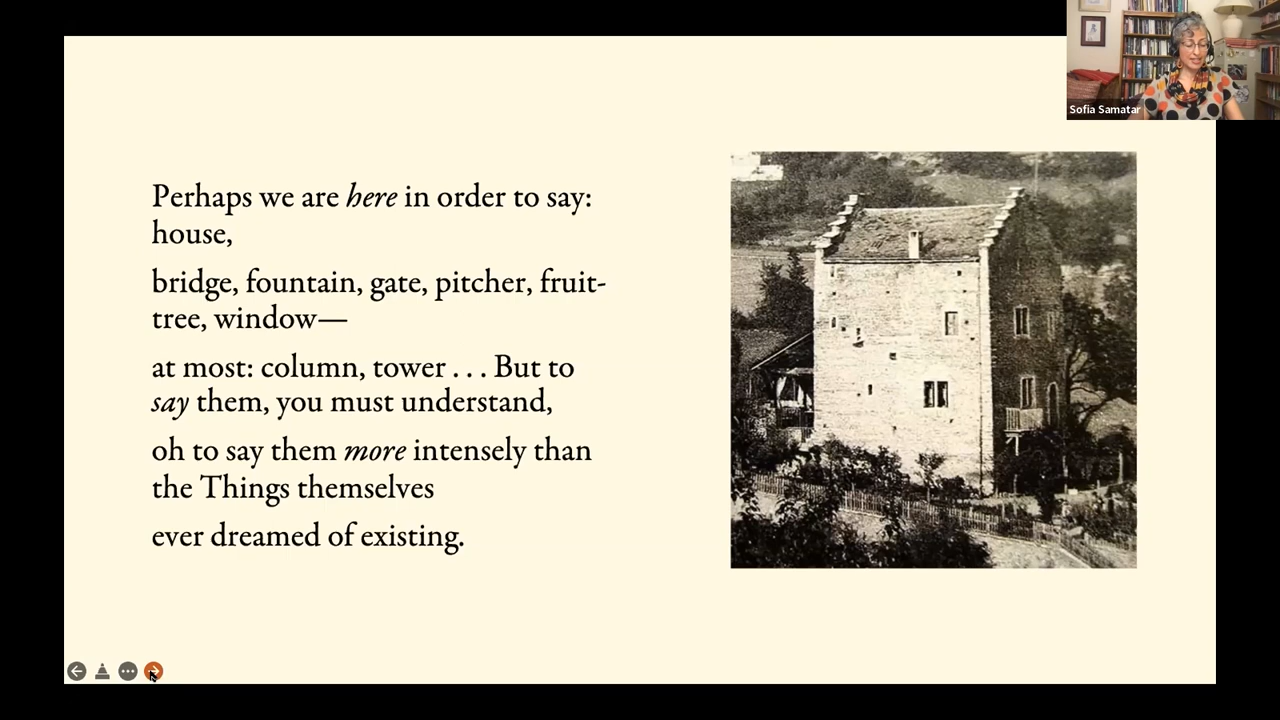 Sofia Samatar
Perhaps we are here in order to say:
house,
bridge, fountain, gate, pitcher, fruit-
tree, window—
at most: column, tower . . . But to
say them, you must understand,
oh to say them more intensely than
the Things themselves
ever dreamed of existing.